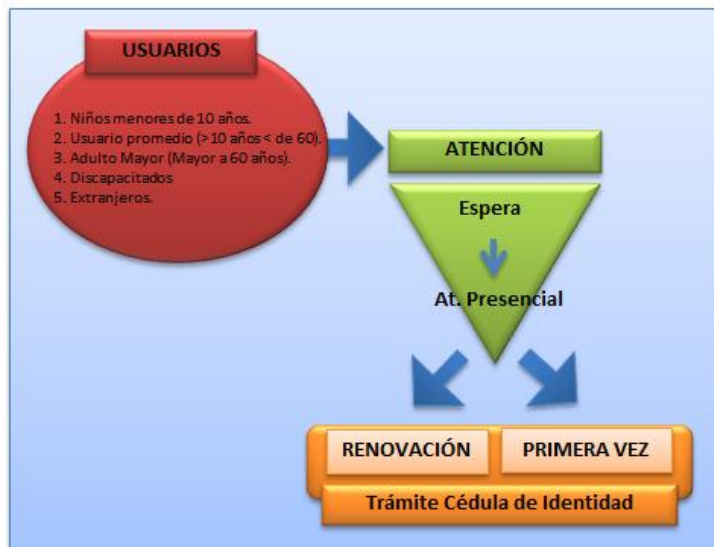 USUARIOS
1. Niños menores de 10 años.
2. Usuario promedio (>10 años < de 60).
3. Adulto Mayor (Mayor a 60 años).
4. Discapacitados
5. Extranjeros.
ATENCIÓN
Espera
At. Presencial
RENOVACIÓN
PRIMERA VEZ
Trámite Cédula de Identidad